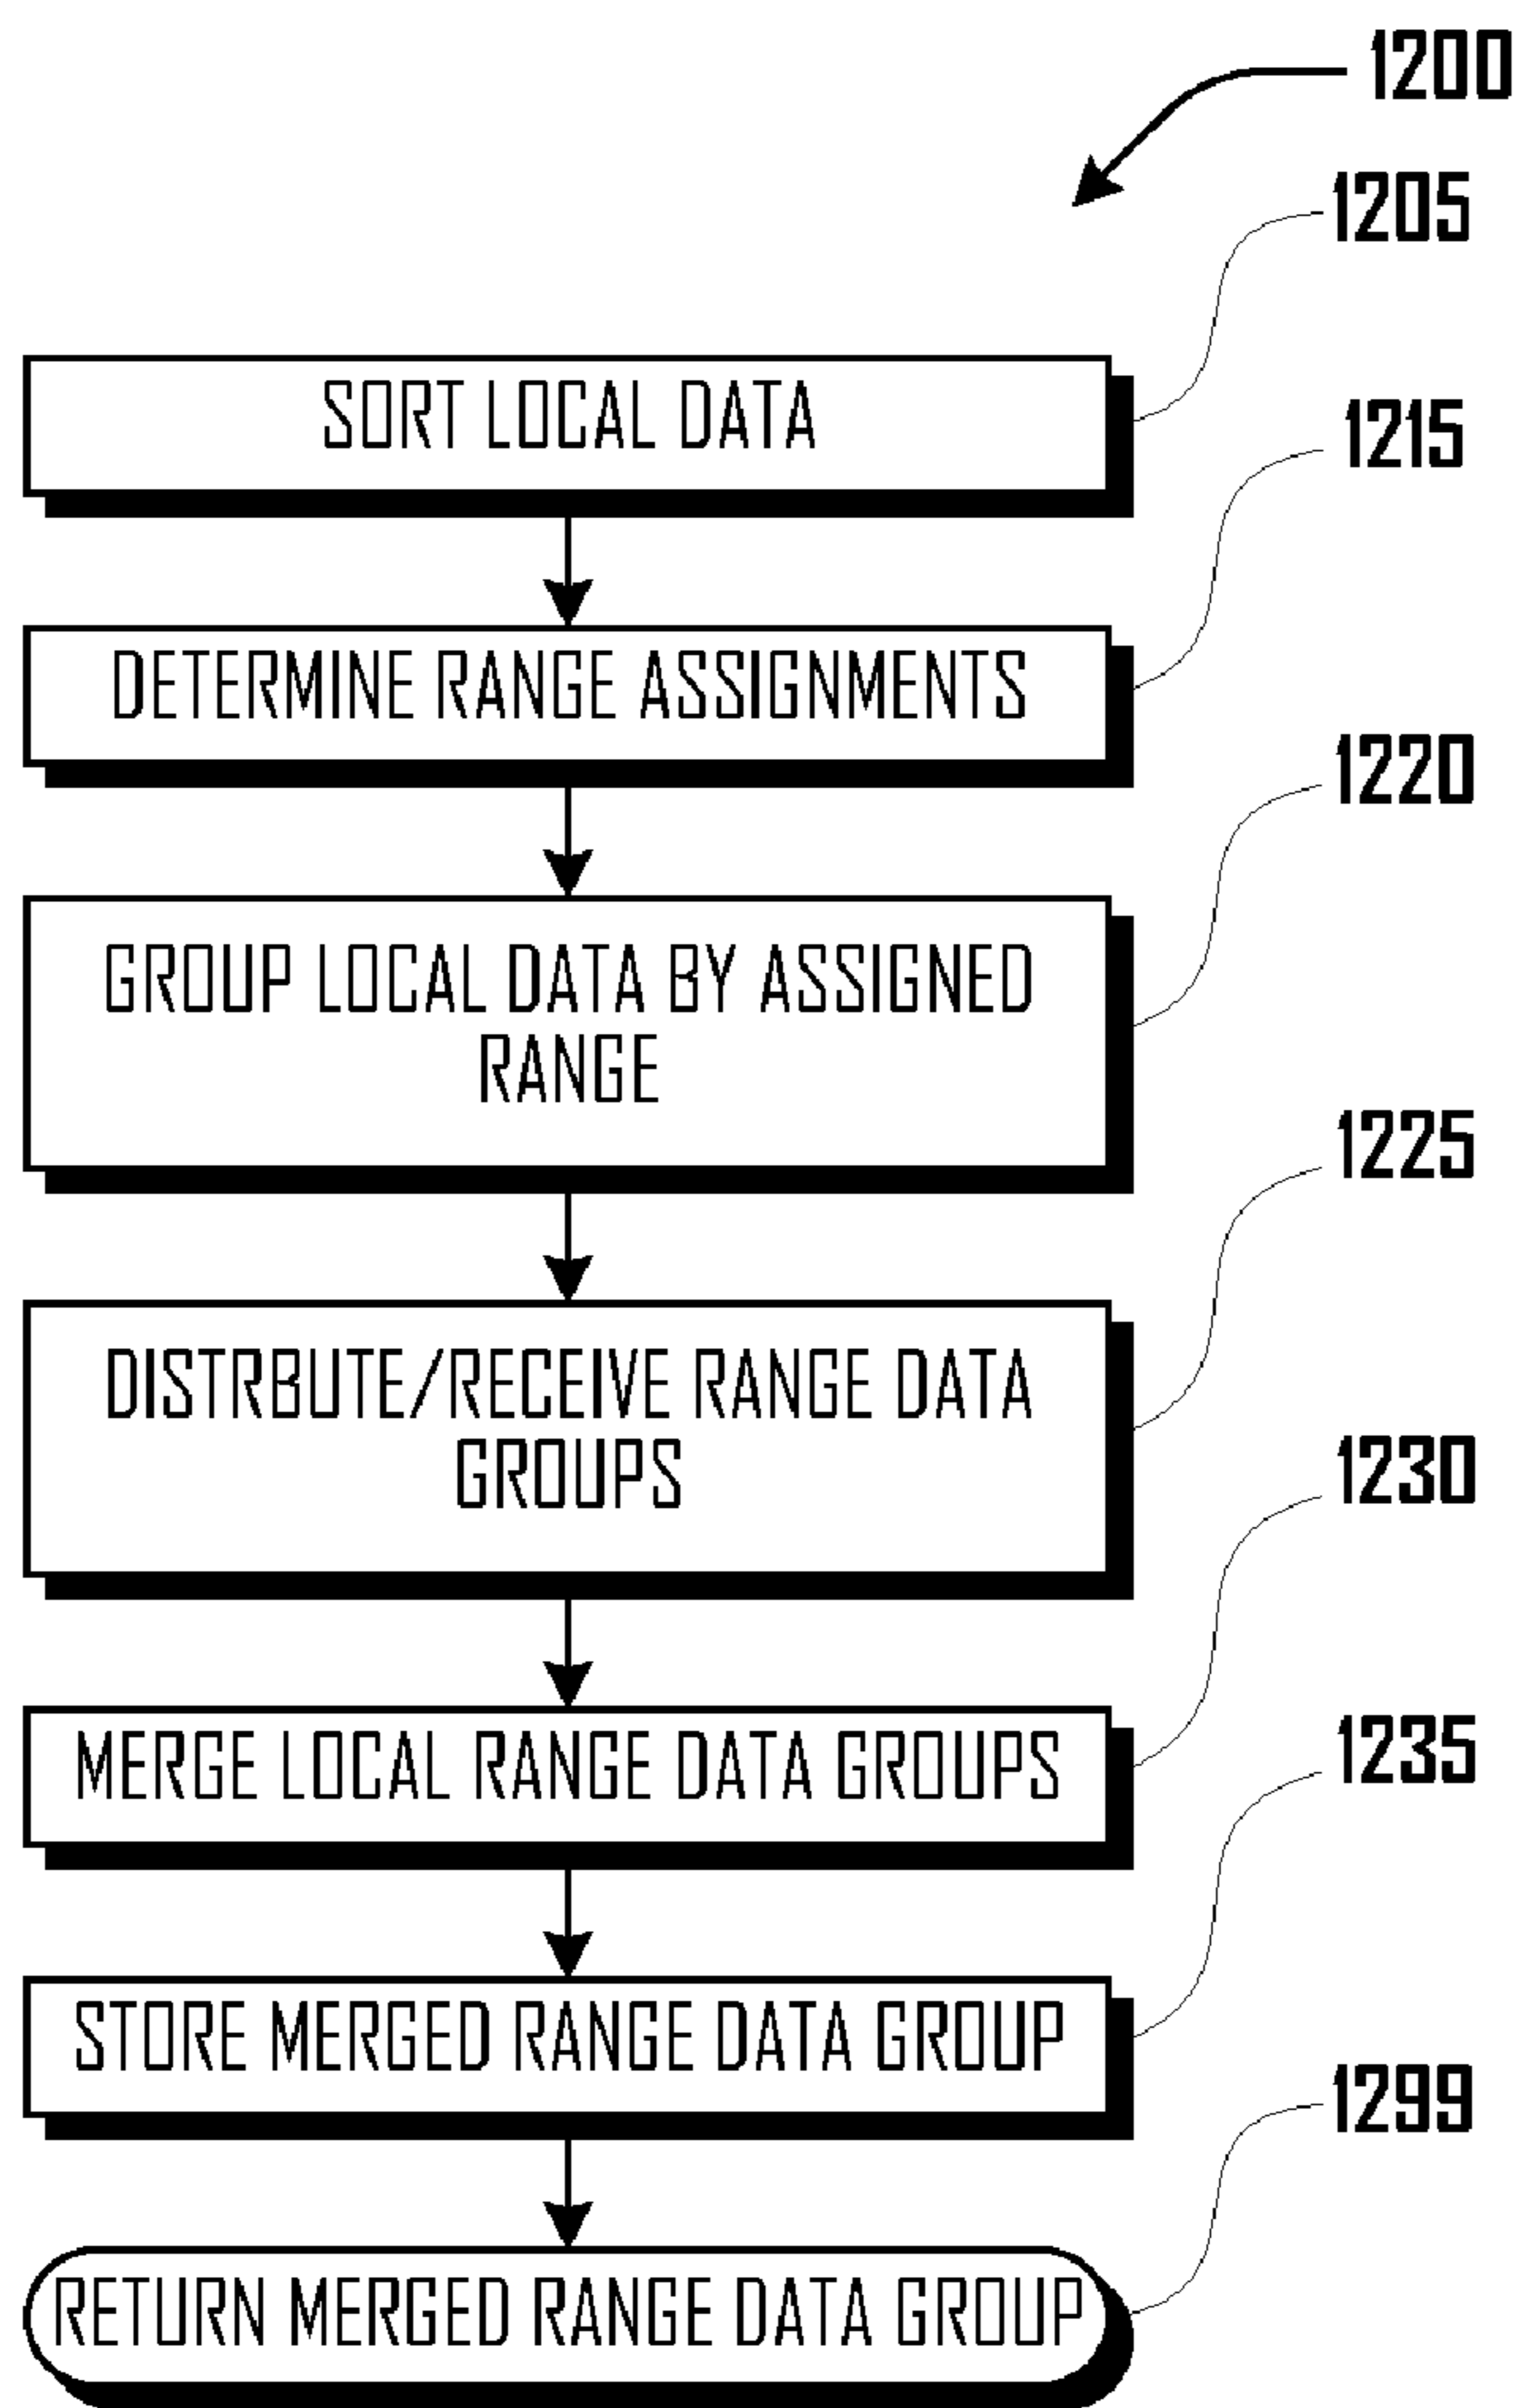 1200
1205
SORT LOCAL DATA
1215
DETERMINE RANGE ASSIGNMENTS
1220
GROUP LOCAL DATA BY ASSIGNED
RANGE
1225
DISTRBUTE/RECEIVE RANGE DATA
GROUPS
1230
MERGE LOCAL RANGE DATA GROUPS
1235
STORE MERGED RANGE DATA GROUP
1299
RETURN MERGED RANGE DATA GROUP